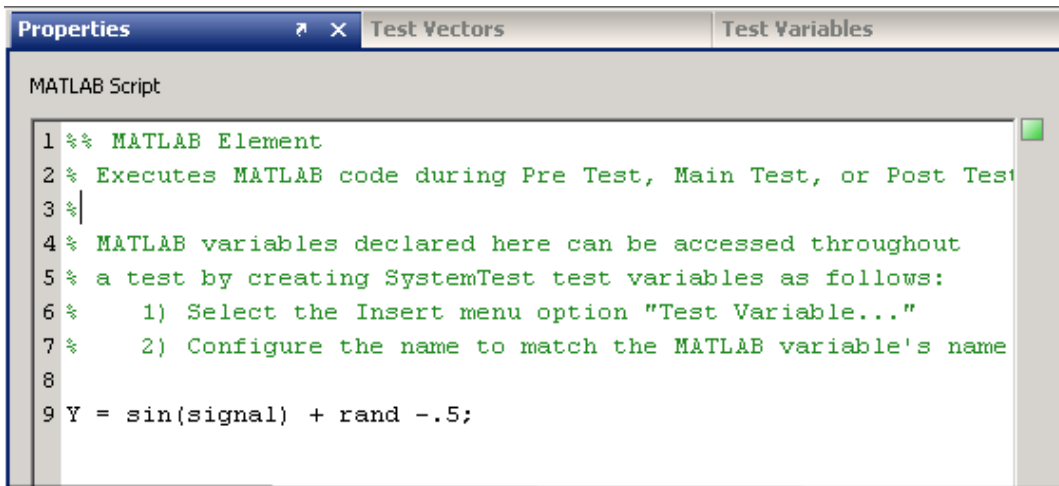 Properties Test Vectors Test Variables
MATLAB Script
1 %% MATLAB Element
2 % Executes MATLAB code during Pre Test, Main Test, or Post Test
3 %
4 % MATLAB variables declared here can be accessed throughout
5 % a test by creating SystemTest test variables as follows:
6 %    1) Select the Insert menu option "Test Variable..."
7 %    2) Configure the name to match the MATLAB variable's name
8
9 Y = sin(signal) + rand -.5;